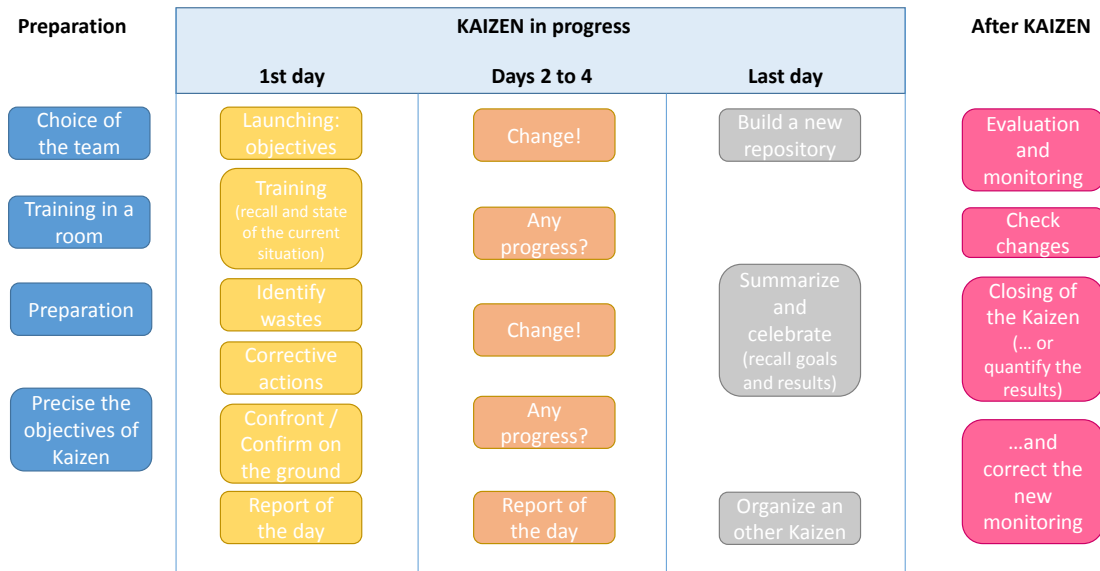 Preparation
KAIZEN in progress
After KAIZEN
1st day
Days 2 to 4
Last day
Choice of
the team
Training in a
room
Preparation
Precise the
objectives of
Kaizen
Launching:
objectives
Training
(recall and state
of the current
situation)
Identify
wastes
Corrective
actions
Confront /
Confirm on
the ground
Report of
the day
Change!
Any
progress?
Change!
Any
progress?
Report of
the day
Build a new
repository
Summarize
and
celebrate
(recall goals
and results)
Organize an
other Kaizen
Evaluation
and
monitoring
Check
changes
Closing of
the Kaizen
(... or
quantify the
results)
...and
correct the
new
monitoring